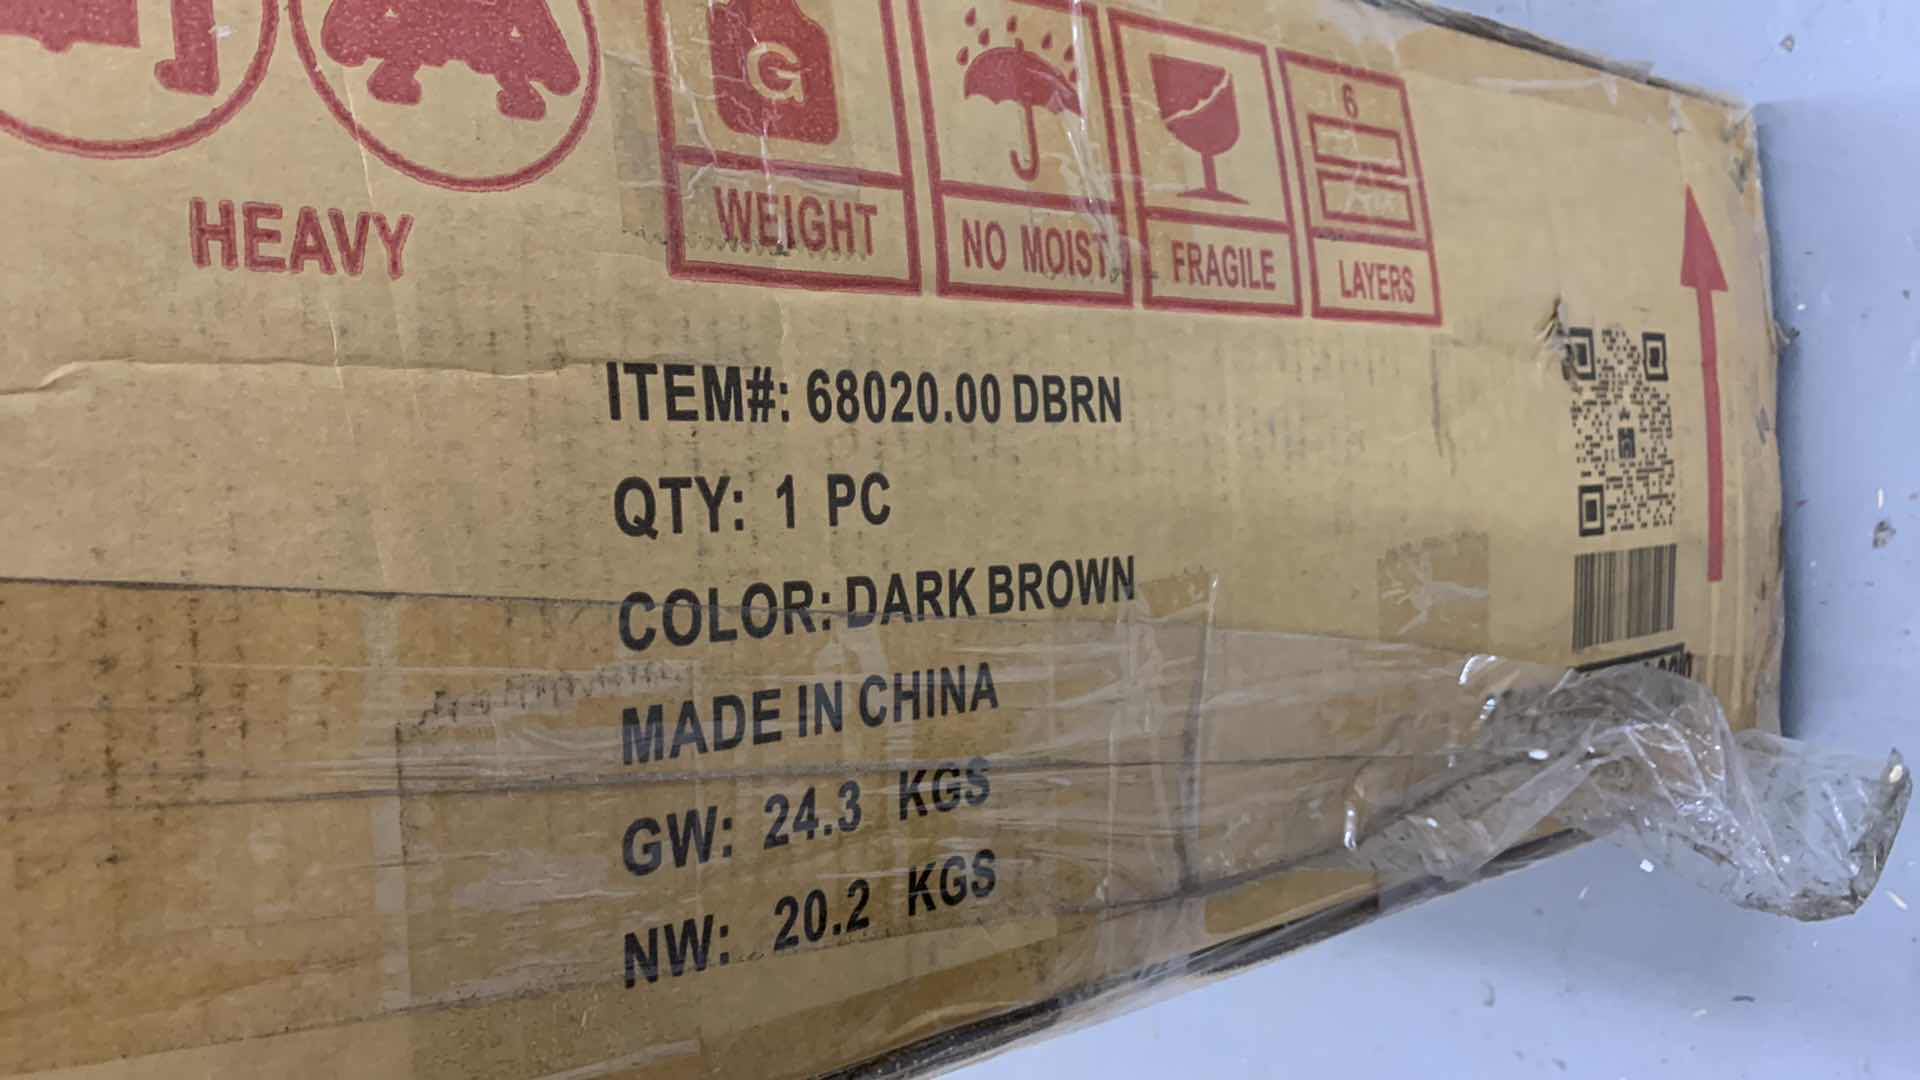 G
6
HEAVY
WEIGHT
NO MOIST
FRAGILE
LAYERS
ITEM#: 68020.00 DBRN
QTY: 1 PC
COLOR: DARK BROWN
MADE IN CHINA
GW: 24.3 KGS
NW: 20.2 KGS